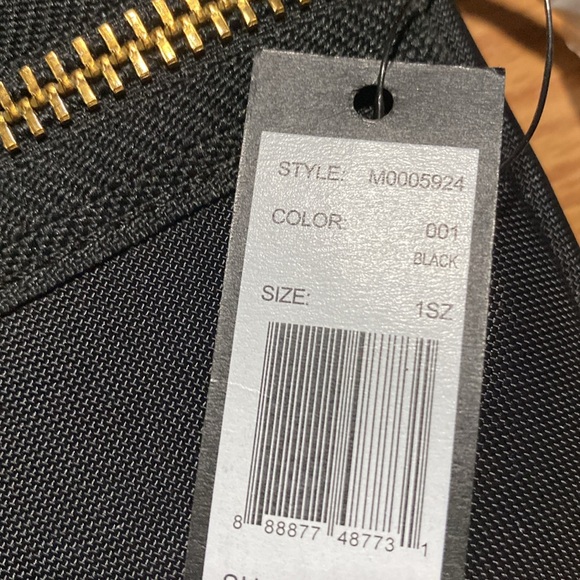 STYLE: M0005924
COLOR: 001
BLACK
SIZE: 1SZ
8 88877 48773 1